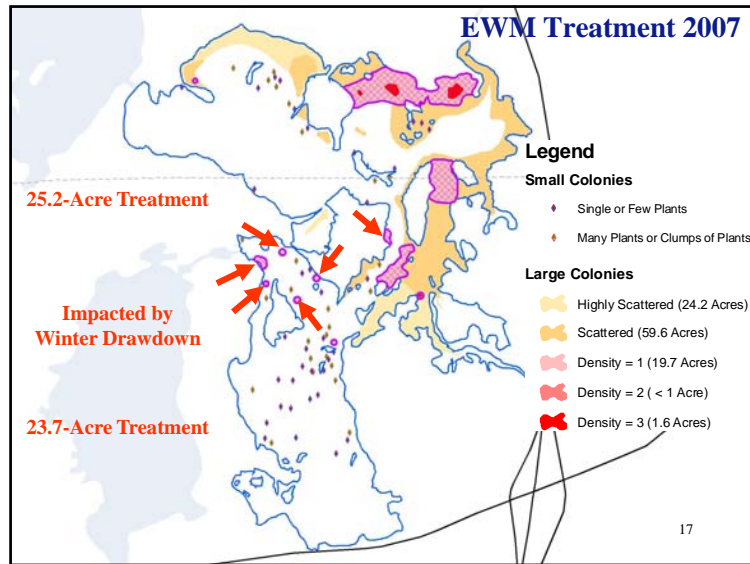 EWM Treatment 2007
25.2-Acre Treatment
Impacted by
Winter Drawdown
23.7-Acre Treatment
Legend
Small Colonies
Single or Few Plants
Many Plants or Clumps of Plants
Large Colonies
Highly Scattered (24.2 Acres)
Scattered (59.6 Acres)
Density = 1 (19.7 Acres)
Density = 2 ( < 1 Acre)
Density = 3 (1.6 Acres)
17